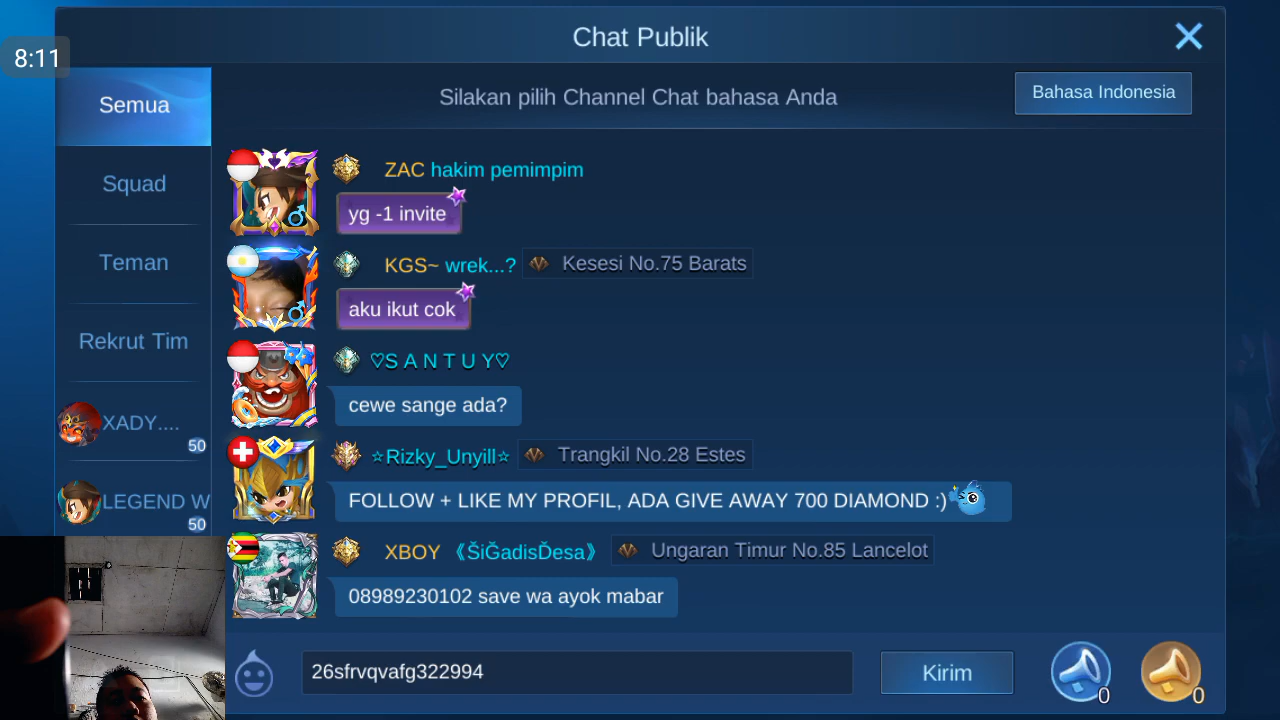 Chat Publik
8:11
Semua
Silakan pilih Channel Chat bahasa Anda
Bahasa Indonesia
Squad
Teman
Rekrut Tim
XADY....
50
LEGEND W
50
ZAC hakim pemimpim
yg -1 invite
KGS~ wrek...? Kesesi No.75 Barats
aku ikut cok
♡S A N T U Y♡
cewe sange ada?
☆Rizky_Unyill☆ Trangkil No.28 Estes
FOLLOW + LIKE MY PROFIL, ADA GIVE AWAY 700 DIAMOND :)
XBOY 《ŠiĞadisĎesa》 Ungaran Timur No.85 Lancelot
08989230102 save wa ayok mabar
26sfrvqvafg322994
Kirim
0
0